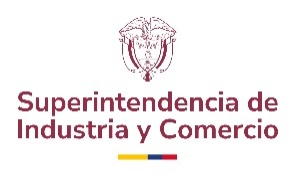 Superintendencia de
Industria y Comercio